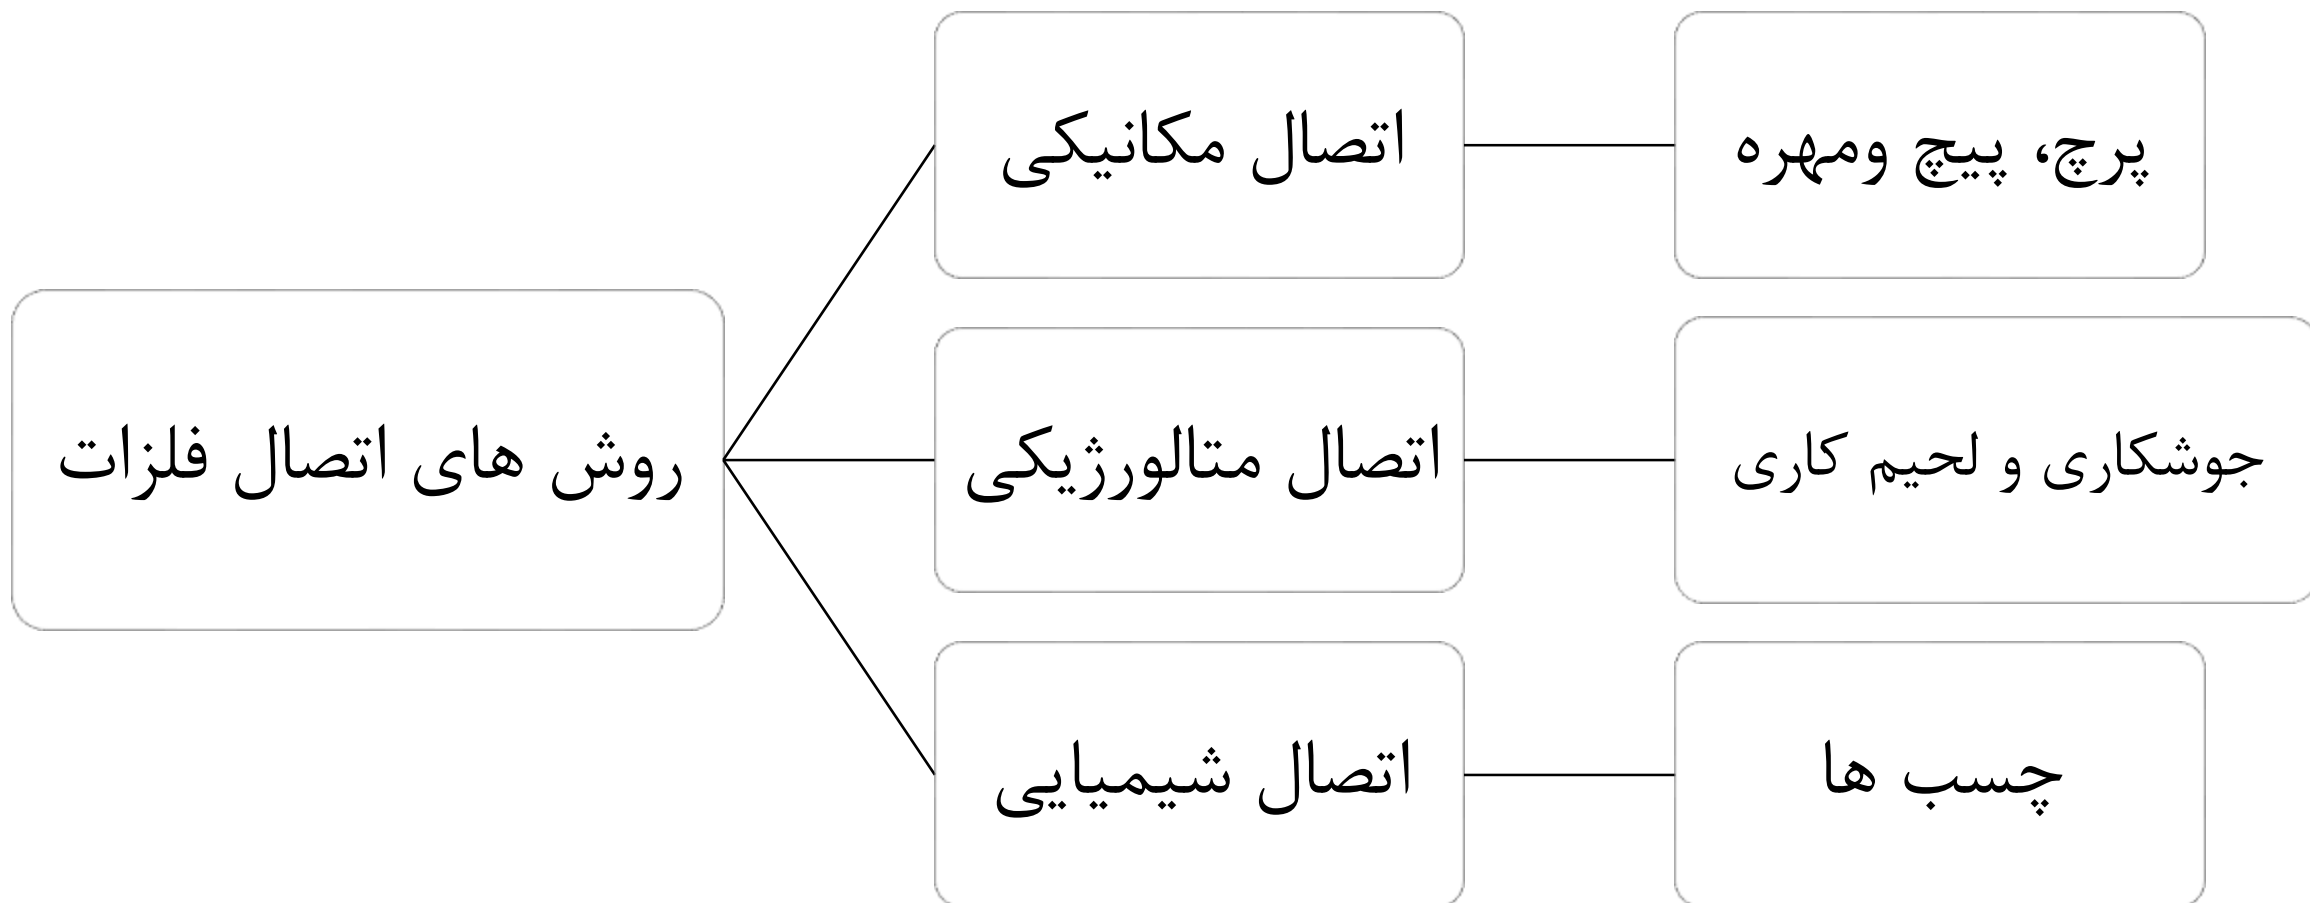 روش های اتصال فلزات
اتصال مکانیکی
پرچ، پیچ ومهره
اتصال متالورژیکی
جوشکاری و لحیم کاری
اتصال شیمیایی
چسب ها